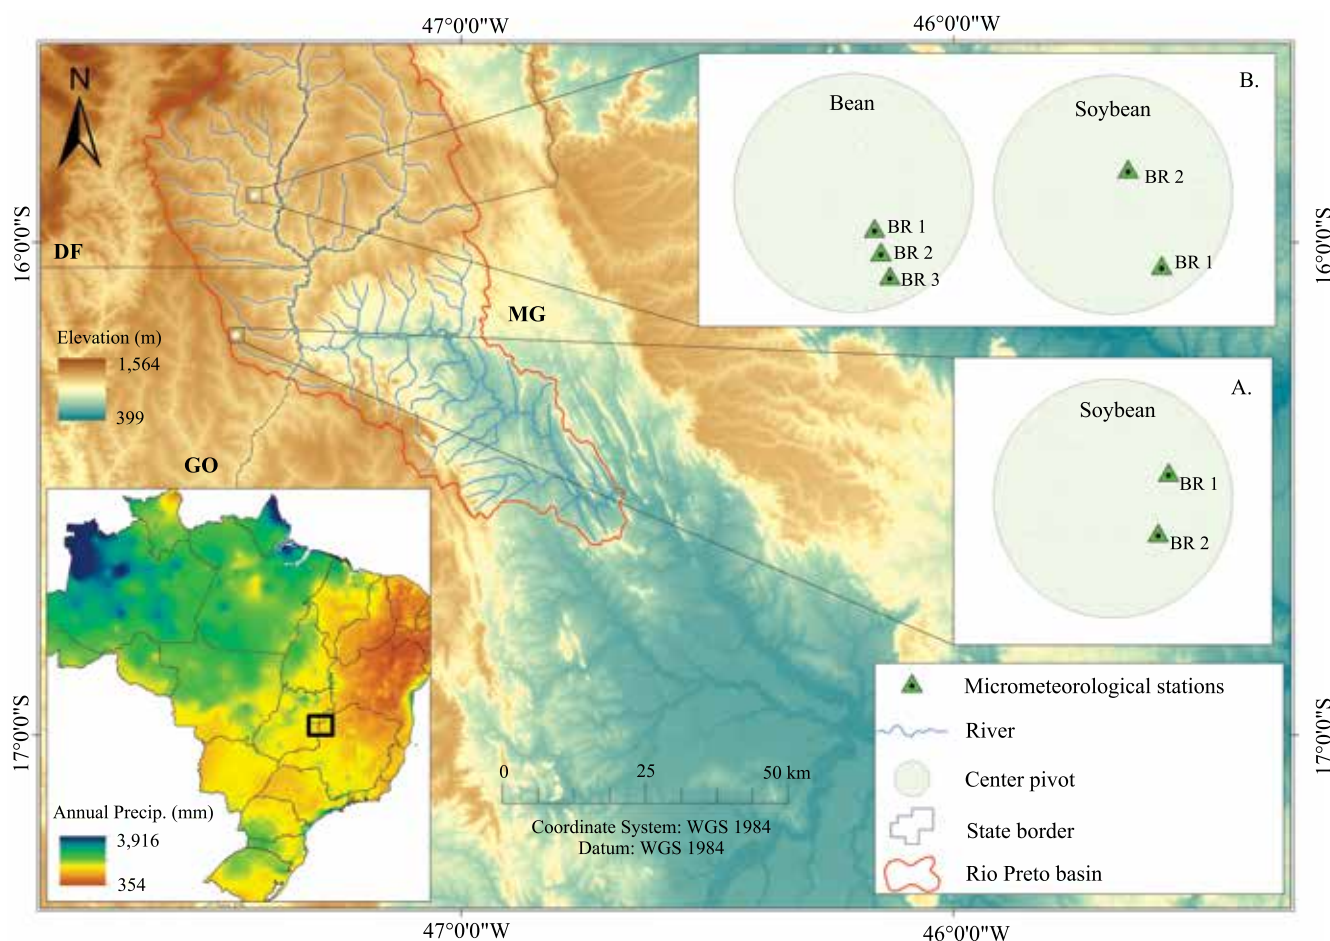 47°0'0"W
46°0'0"W
N
B.
Bean
Soybean
BR 2
BR 1
BR 2
BR 3
BR 1
16°0'0"S
16°0'0"S
DF
MG
Elevation (m)
1,564
399
A.
Soybean
BR 1
BR 2
GO
Micrometeorological stations
River
Center pivot
State border
Rio Preto basin
17°0'0"S
17°0'0"S
0 25 50 km
Coordinate System: WGS 1984
Datum: WGS 1984
Annual Precip. (mm)
3,916
354
47°0'0"W
46°0'0"W